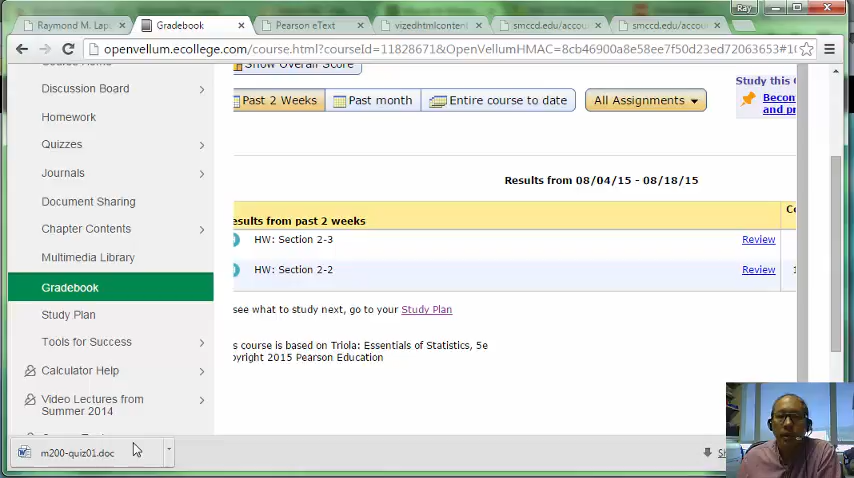 Ray
Raymond M. Lap
Gradebook
Pearson eText
vizedhtmlcontent
smccd.edu/accou
smccd.edu/accou
openvellum.ecollege.com/course.html?courseId=11828671&OpenVellumHMAC=8cb46900a8e58ee7f50d23ed72063653#10
Discussion Board
Homework
Quizzes
Journals
Document Sharing
Chapter Contents
Multimedia Library
Gradebook
Study Plan
Tools for Success
Calculator Help
Video Lectures from
Summer 2014
Show Overall Score
Past 2 Weeks
Past month
Entire course to date
All Assignments
Study this
Becom
and pr
Results from 08/04/15 - 08/18/15
esults from past 2 weeks
Co
HW: Section 2-3
Review
HW: Section 2-2
Review
1
see what to study next, go to your Study Plan
s course is based on Triola: Essentials of Statistics, 5e
pyright 2015 Pearson Education
m200-quiz01.doc
Sh